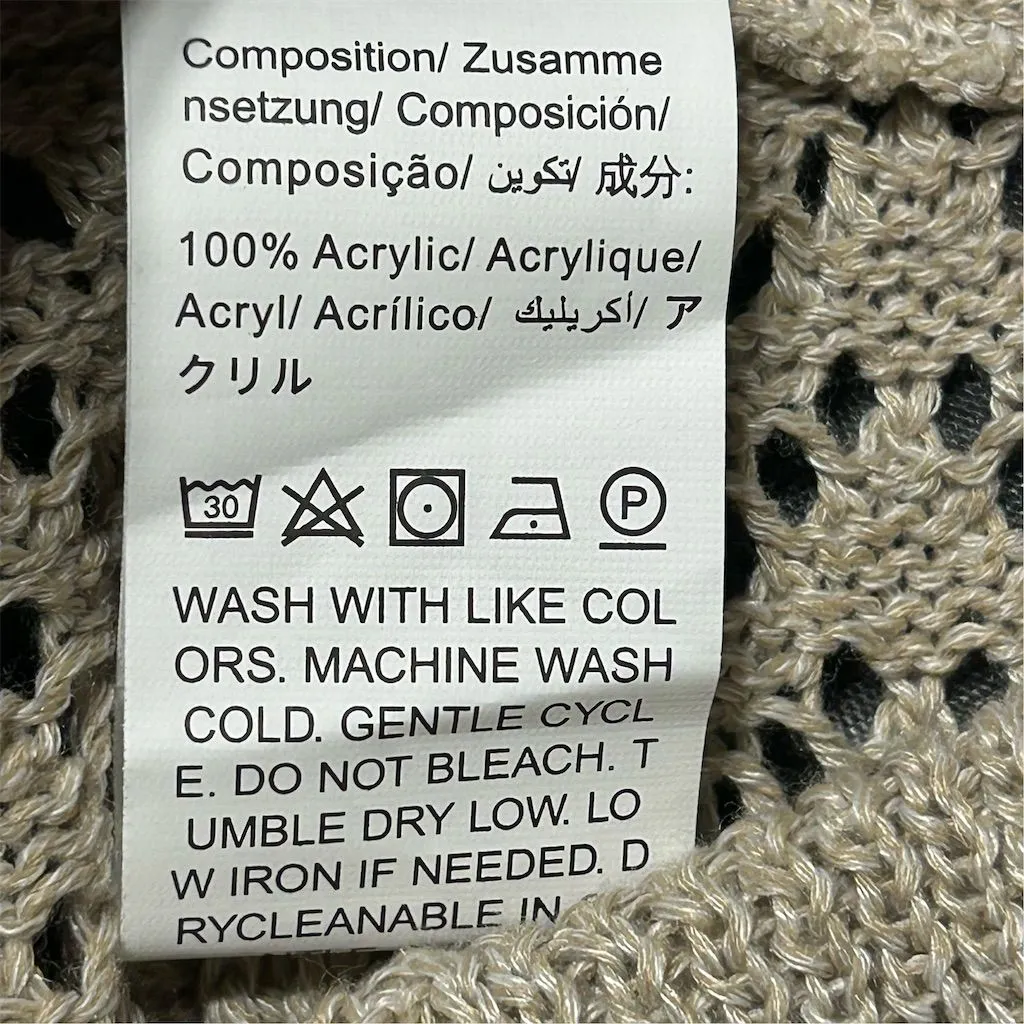 Composition/ Zusamme
nsetzung/ Composición/
Composição/ تكوين/ 成分:
100% Acrylic/ Acrylique/
Acryl/ Acrílico/ أكريليك/ ア
クリル
30 P
WASH WITH LIKE COL
ORS. MACHINE WASH
COLD. GENTLE CYCL
E. DO NOT BLEACH. T
UMBLE DRY LOW. LO
W IRON IF NEEDED. D
RYCLEANABLE IN